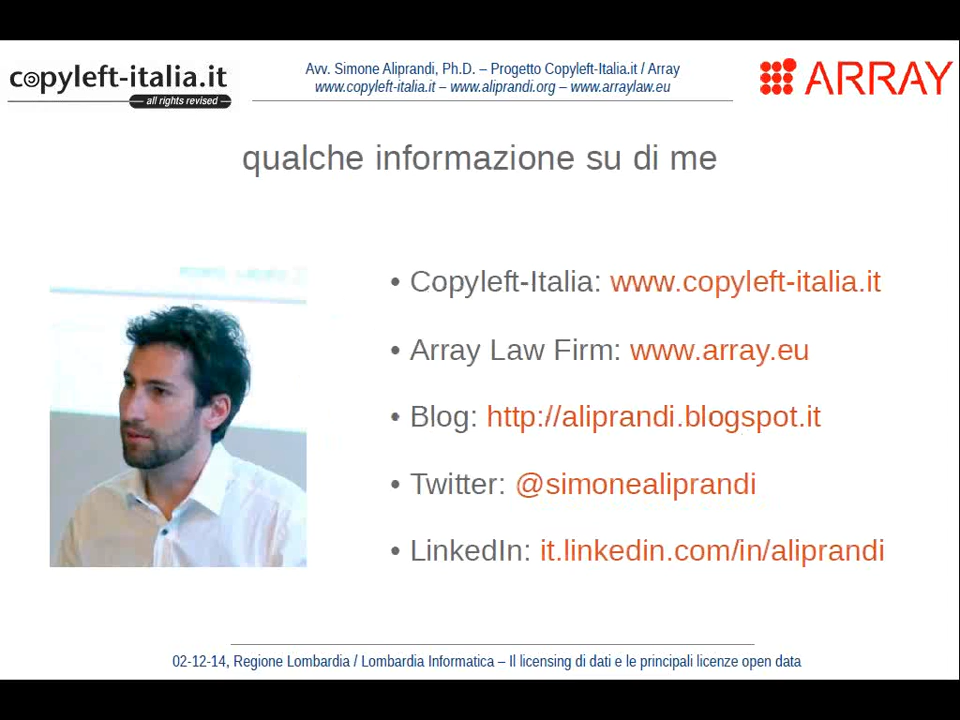 copyleft-italia.it
all rights revised
Avv. Simone Aliprandi, Ph.D. – Progetto Copyleft-Italia.it / Array
www.copyleft-italia.it – www.aliprandi.org – www.arraylaw.eu
ARRAY
qualche informazione su di me
• Copyleft-Italia: www.copyleft-italia.it
• Array Law Firm: www.array.eu
• Blog: http://aliprandi.blogspot.it
• Twitter: @simonealiprandi
• LinkedIn: it.linkedin.com/in/aliprandi
02-12-14, Regione Lombardia / Lombardia Informatica – Il licensing di dati e le principali licenze open data